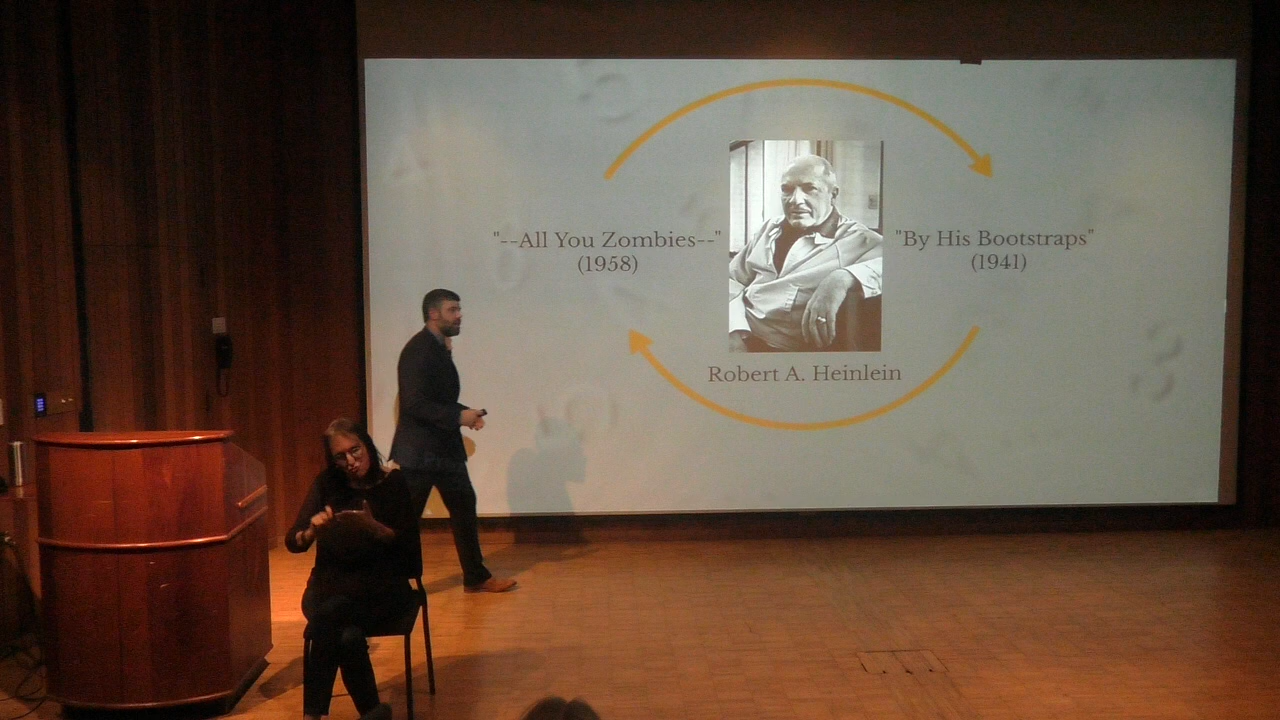 "--All You Zombies--"
(1958)
"By His Bootstraps"
(1941)
Robert A. Heinlein